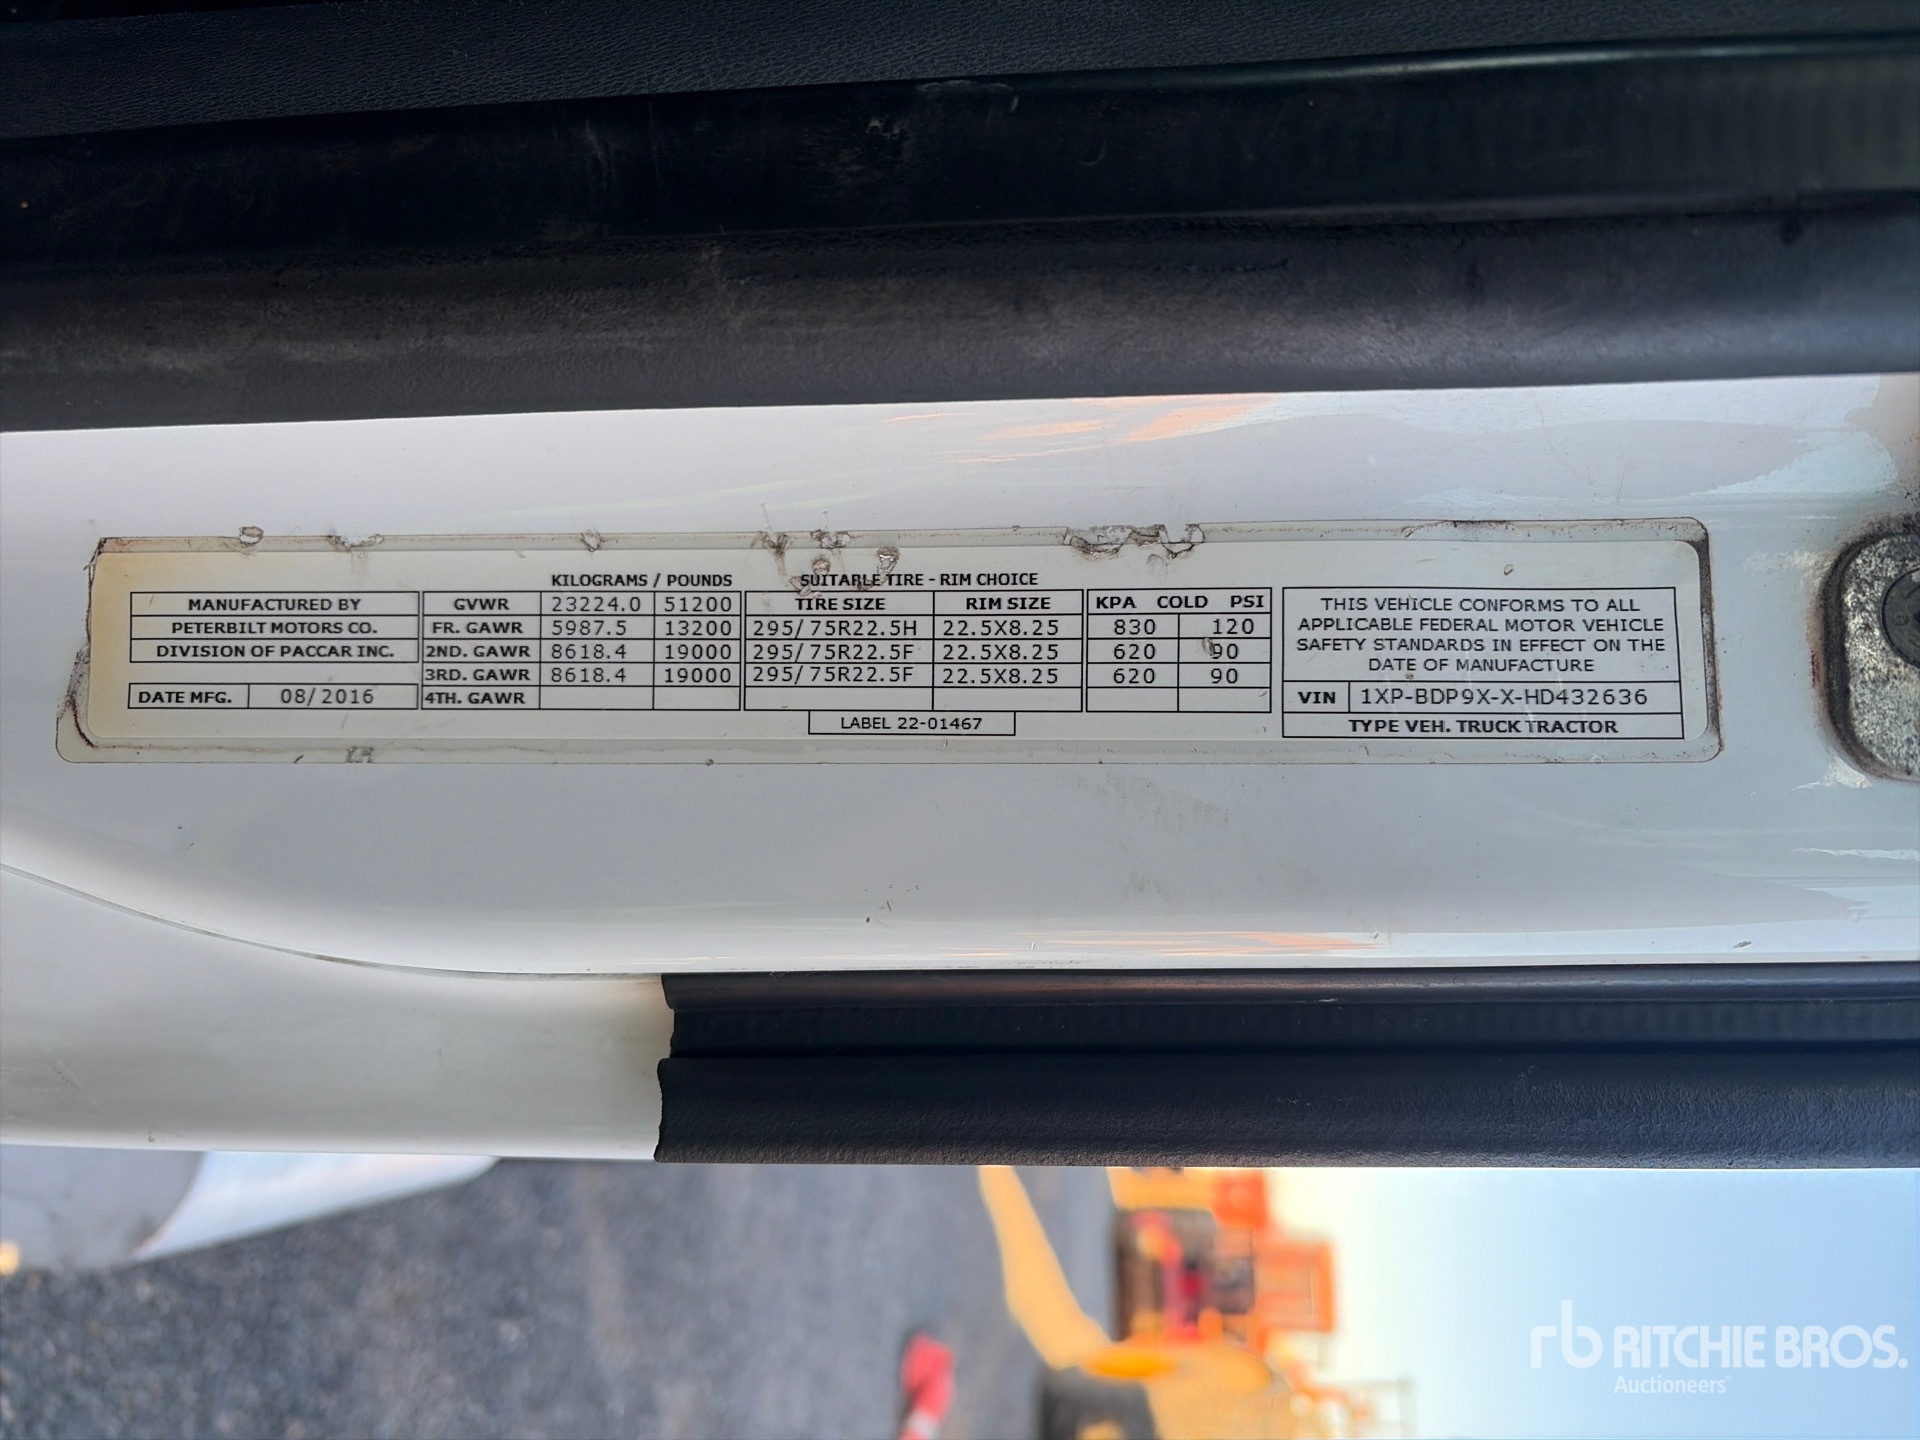 KILOGRAMS / POUNDS SUITABLE TIRE - RIM CHOICE
MANUFACTURED BY GVWR 23224.0 51200 TIRE SIZE RIM SIZE KPA COLD PSI
PETERBILT MOTORS CO. FR. GAWR 5987.5 13200 295/ 75R22.5H 22.5X8.25 830 120
DIVISION OF PACCAR INC. 2ND. GAWR 8618.4 19000 295/ 75R22.5F 22.5X8.25 620 90
3RD. GAWR 8618.4 19000 295/ 75R22.5F 22.5X8.25 620 90
DATE MFG. 08/ 2016 4TH. GAWR
LABEL 22-01467
THIS VEHICLE CONFORMS TO ALL
APPLICABLE FEDERAL MOTOR VEHICLE
SAFETY STANDARDS IN EFFECT ON THE
DATE OF MANUFACTURE
VIN 1XP-BDP9X-X-HD432636
TYPE VEH. TRUCK TRACTOR
rb RITCHIE BROS.
Auctioneers